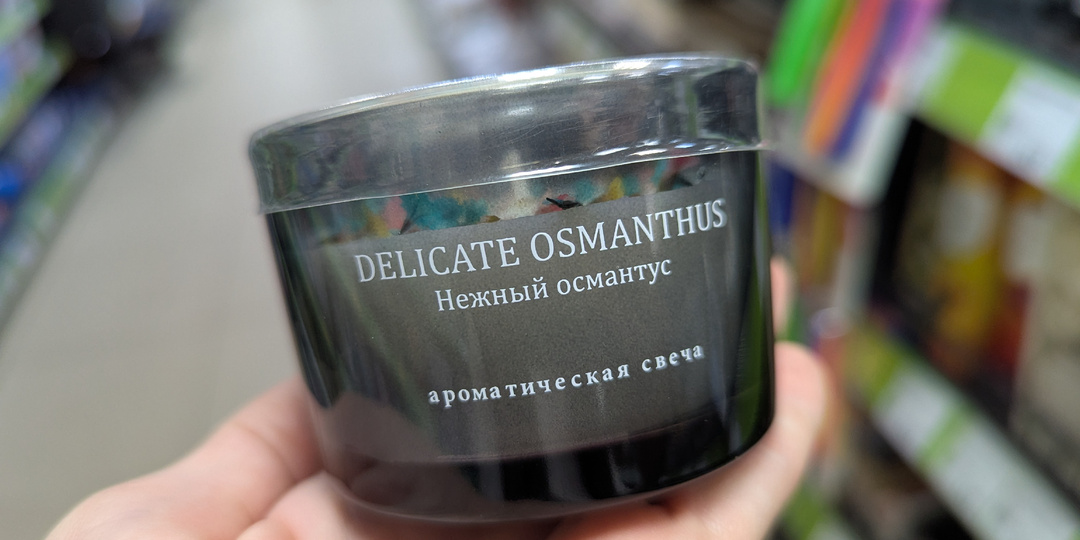 DELICATE OSMANTHUS
Нежный османтус
ароматическая свеча